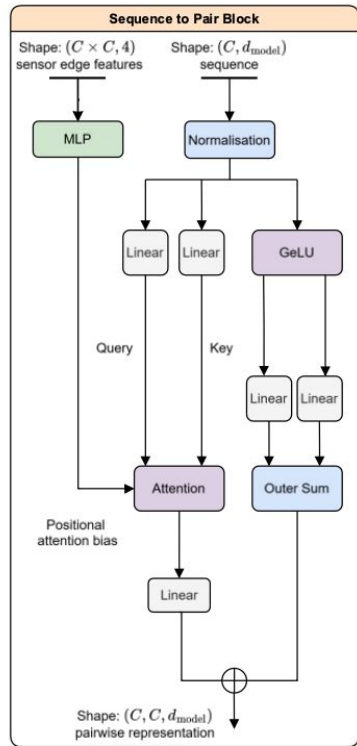 Sequence to Pair Block
Shape: (C × C, 4)
sensor edge features
Shape: (C, d_model)
sequence
MLP
Normalisation
Linear
Linear
GeLU
Query
Key
Linear
Linear
Attention
Outer Sum
Positional
attention bias
Linear
Shape: (C, C, d_model)
pairwise representation